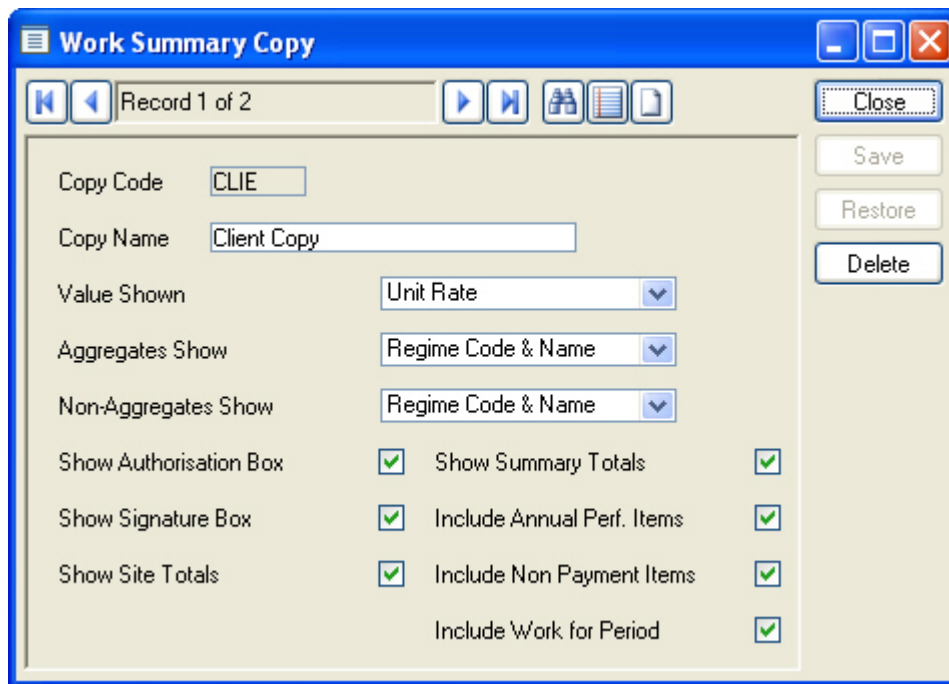 Work Summary Copy
Record 1 of 2
Close
Save
Restore
Delete
Copy Code CLIE
Copy Name Client Copy
Value Shown Unit Rate
Aggregates Show Regime Code & Name
Non-Aggregates Show Regime Code & Name
Show Authorisation Box Show Summary Totals
Show Signature Box Include Annual Perf. Items
Show Site Totals Include Non Payment Items
Include Work for Period